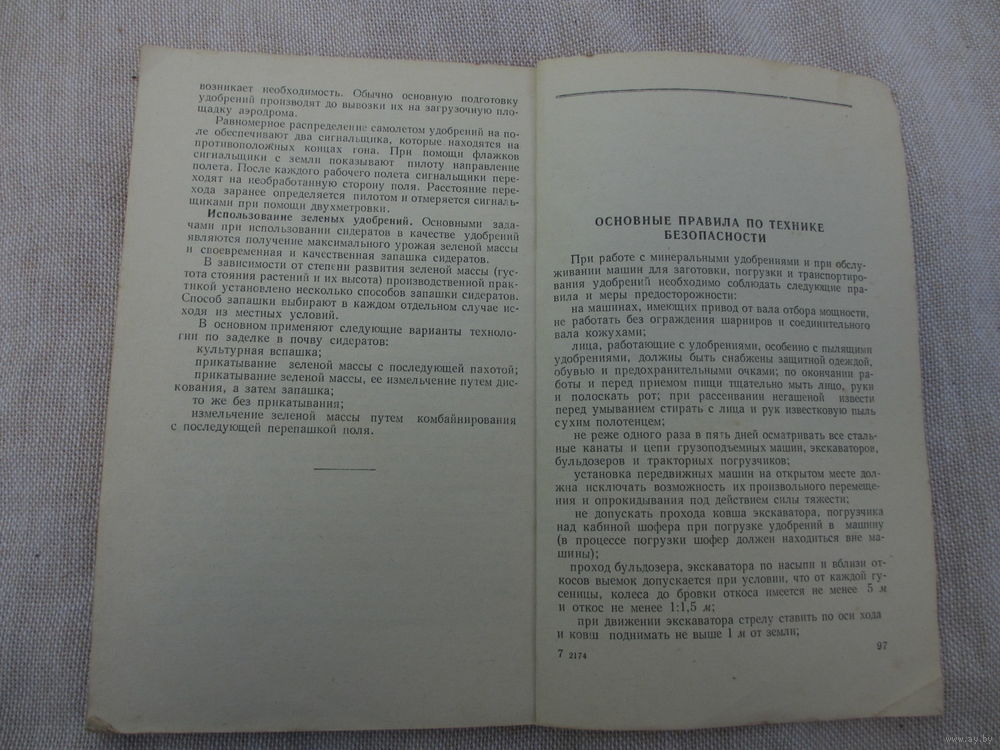 возникает необходимость. Обычно основную подготовку
удобрений производят до вывозки их на загрузочную пло-
щадку аэродрома.
Равномерное распределение самолетом удобрений на по-
ле обеспечивают два сигнальщика, которые находятся на
противоположных концах гона. При помощи флажков
сигнальщики с земли показывают пилоту направление
полета. После каждого рабочего полета сигнальщики пере-
ходят на необработанную сторону поля. Расстояние пере-
хода заранее определяется пилотом и отмеряется сигналь-
щиками при помощи двухметровки.
Использование зеленых удобрений. Основными зада-
чами при использовании сидератов в качестве удобрений
являются получение максимального урожая зеленой массы
и своевременная и качественная запашка сидератов.
В зависимости от степени развития зеленой массы (гус-
тота стояния растений и их высота) производственной прак-
тикой установлено несколько способов запашки сидератов.
Способ запашки выбирают в каждом отдельном случае ис-
ходя из местных условий.
В основном применяют следующие варианты техноло-
гии по заделке в почву сидератов:
культурная вспашка;
прикатывание зеленой массы с последующей пахотой;
прикатывание зеленой массы, ее измельчение путем дис-
кования, а затем запашка;
то же без прикатывания;
измельчение зеленой массы путем комбайнирования
с последующей перепашкой поля.
ОСНОВНЫЕ ПРАВИЛА ПО ТЕХНИКЕ
БЕЗОПАСНОСТИ
При работе с минеральными удобрениями и при обслу-
живании машин для заготовки, погрузки и транспортиро-
вания удобрений необходимо соблюдать следующие пра-
вила и меры предосторожности:
на машинах, имеющих привод от вала отбора мощности,
не работать без ограждения шарниров и соединительного
вала кожухами;
лица, работающие с удобрениями, особенно с пылящими
удобрениями, должны быть снабжены защитной одеждой,
обувью и предохранительными очками; по окончании ра-
боты и перед приемом пищи тщательно мыть лицо, руки
и полоскать рот; при рассеивании негашеной извести
перед умыванием стирать с лица и рук известковую пыль
сухим полотенцем;
не реже одного раза в пять дней осматривать все сталь-
ные канаты и цепи грузоподъемных машин, экскаваторов,
бульдозеров и тракторных погрузчиков;
установка передвижных машин на открытом месте дол-
жна исключать возможность их произвольного перемеще-
ния и опрокидывания под действием силы тяжести;
не допускать прохода ковша экскаватора, погрузчика
над кабиной шофера при погрузке удобрений в машину
(в процессе погрузки шофер должен находиться вне ма-
шины);
проход бульдозера, экскаватора по насыпи и вблизи от-
косов выемок допускается при условии, что от каждой гу-
сеницы, колеса до бровки откоса имеется не менее 5 м
и откос не менее 1:1,5 м;
при движении экскаватора стрелу ставить по оси хода
и ковш поднимать не выше 1 м от земли;
7 2174
97
www.ay.by